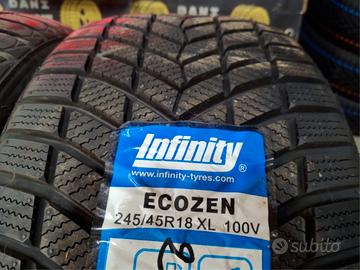 DANZ
Infinity
www.infinity-tyres.com
ECOZEN
245/45R18 XL 100V
subito